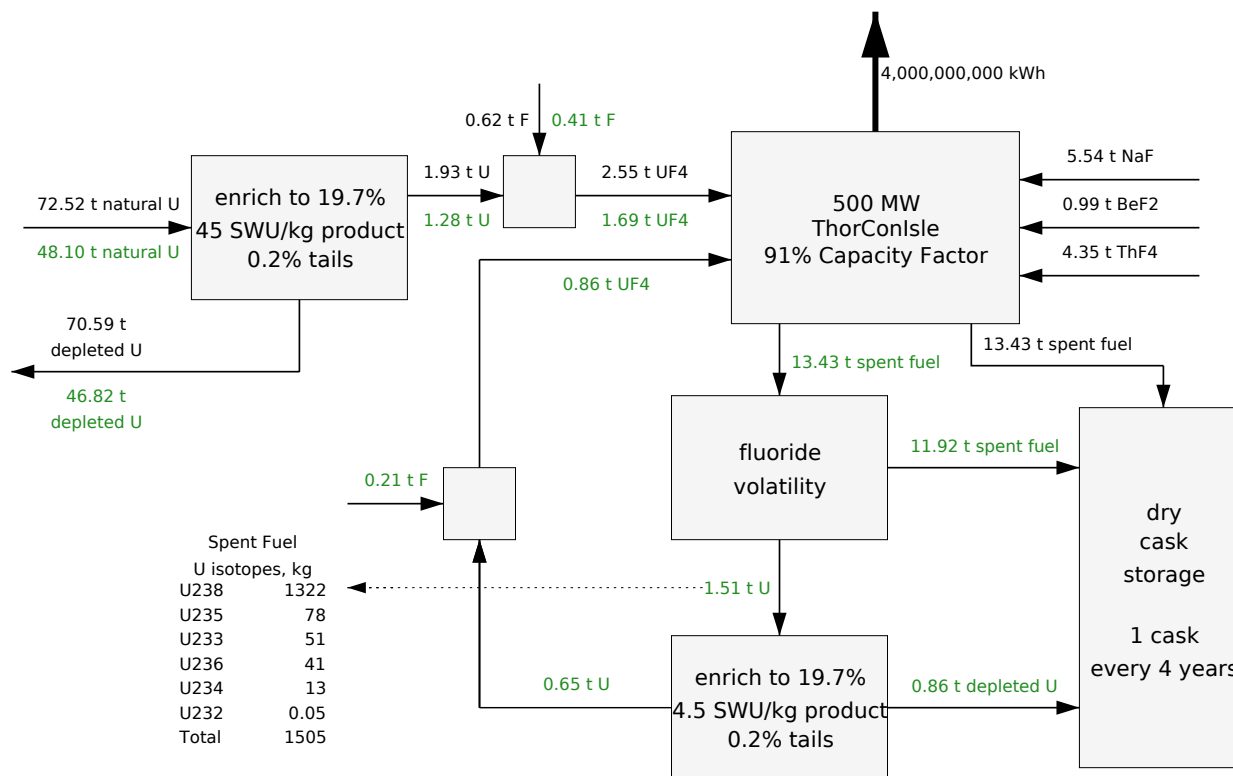 4,000,000,000 kWh
0.62 t F
0.41 t F
enrich to 19.7%
45 SWU/kg product
0.2% tails
72.52 t natural U
48.10 t natural U
1.93 t U
1.28 t U
2.55 t UF4
1.69 t UF4
500 MW
ThorConIsle
91% Capacity Factor
5.54 t NaF
0.99 t BeF2
4.35 t ThF4
0.86 t UF4
70.59 t
depleted U
46.82 t
depleted U
13.43 t spent fuel
13.43 t spent fuel
fluoride
volatility
11.92 t spent fuel
0.21 t F
dry
cask
storage
1 cask
every 4 years
Spent Fuel
U isotopes, kg
U238 1322
U235 78
U233 51
U236 41
U234 13
U232 0.05
Total 1505
1.51 t U
0.65 t U
enrich to 19.7%
4.5 SWU/kg product
0.2% tails
0.86 t depleted U